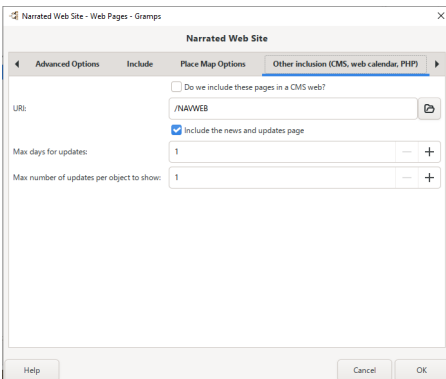 Narrated Web Site - Web Pages - Gramps
Narrated Web Site
Advanced Options Include Place Map Options Other inclusion (CMS, web calendar, PHP)
Do we include these pages in a CMS web?
URI: /NAVWEB
Include the news and updates page
Max days for updates: 1
Max number of updates per object to show: 1
Help Cancel OK